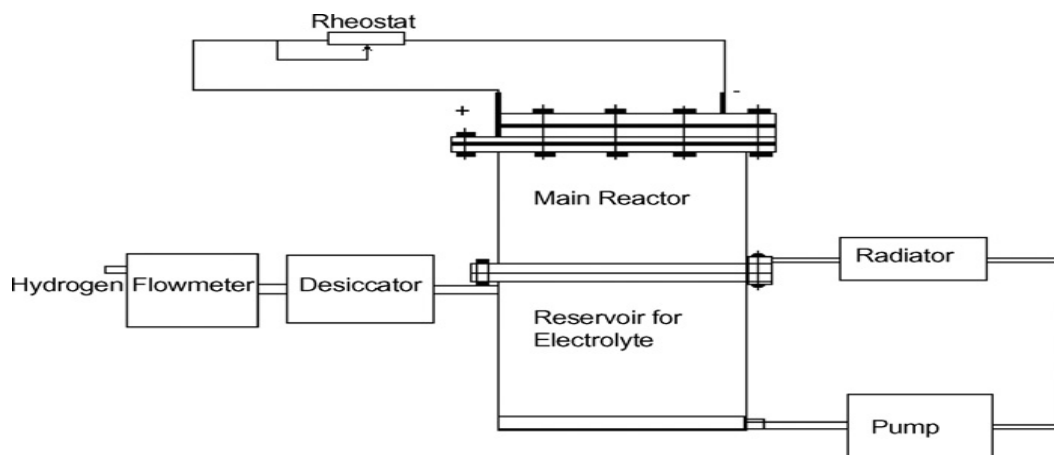 Rheostat
+
-
Main Reactor
Hydrogen
Flowmeter
Desiccator
Radiator
Reservoir for
Electrolyte
Pump